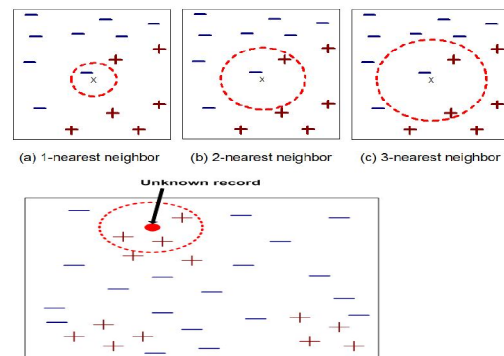 X
X
X
(a) 1-nearest neighbor
(b) 2-nearest neighbor
(c) 3-nearest neighbor
Unknown record